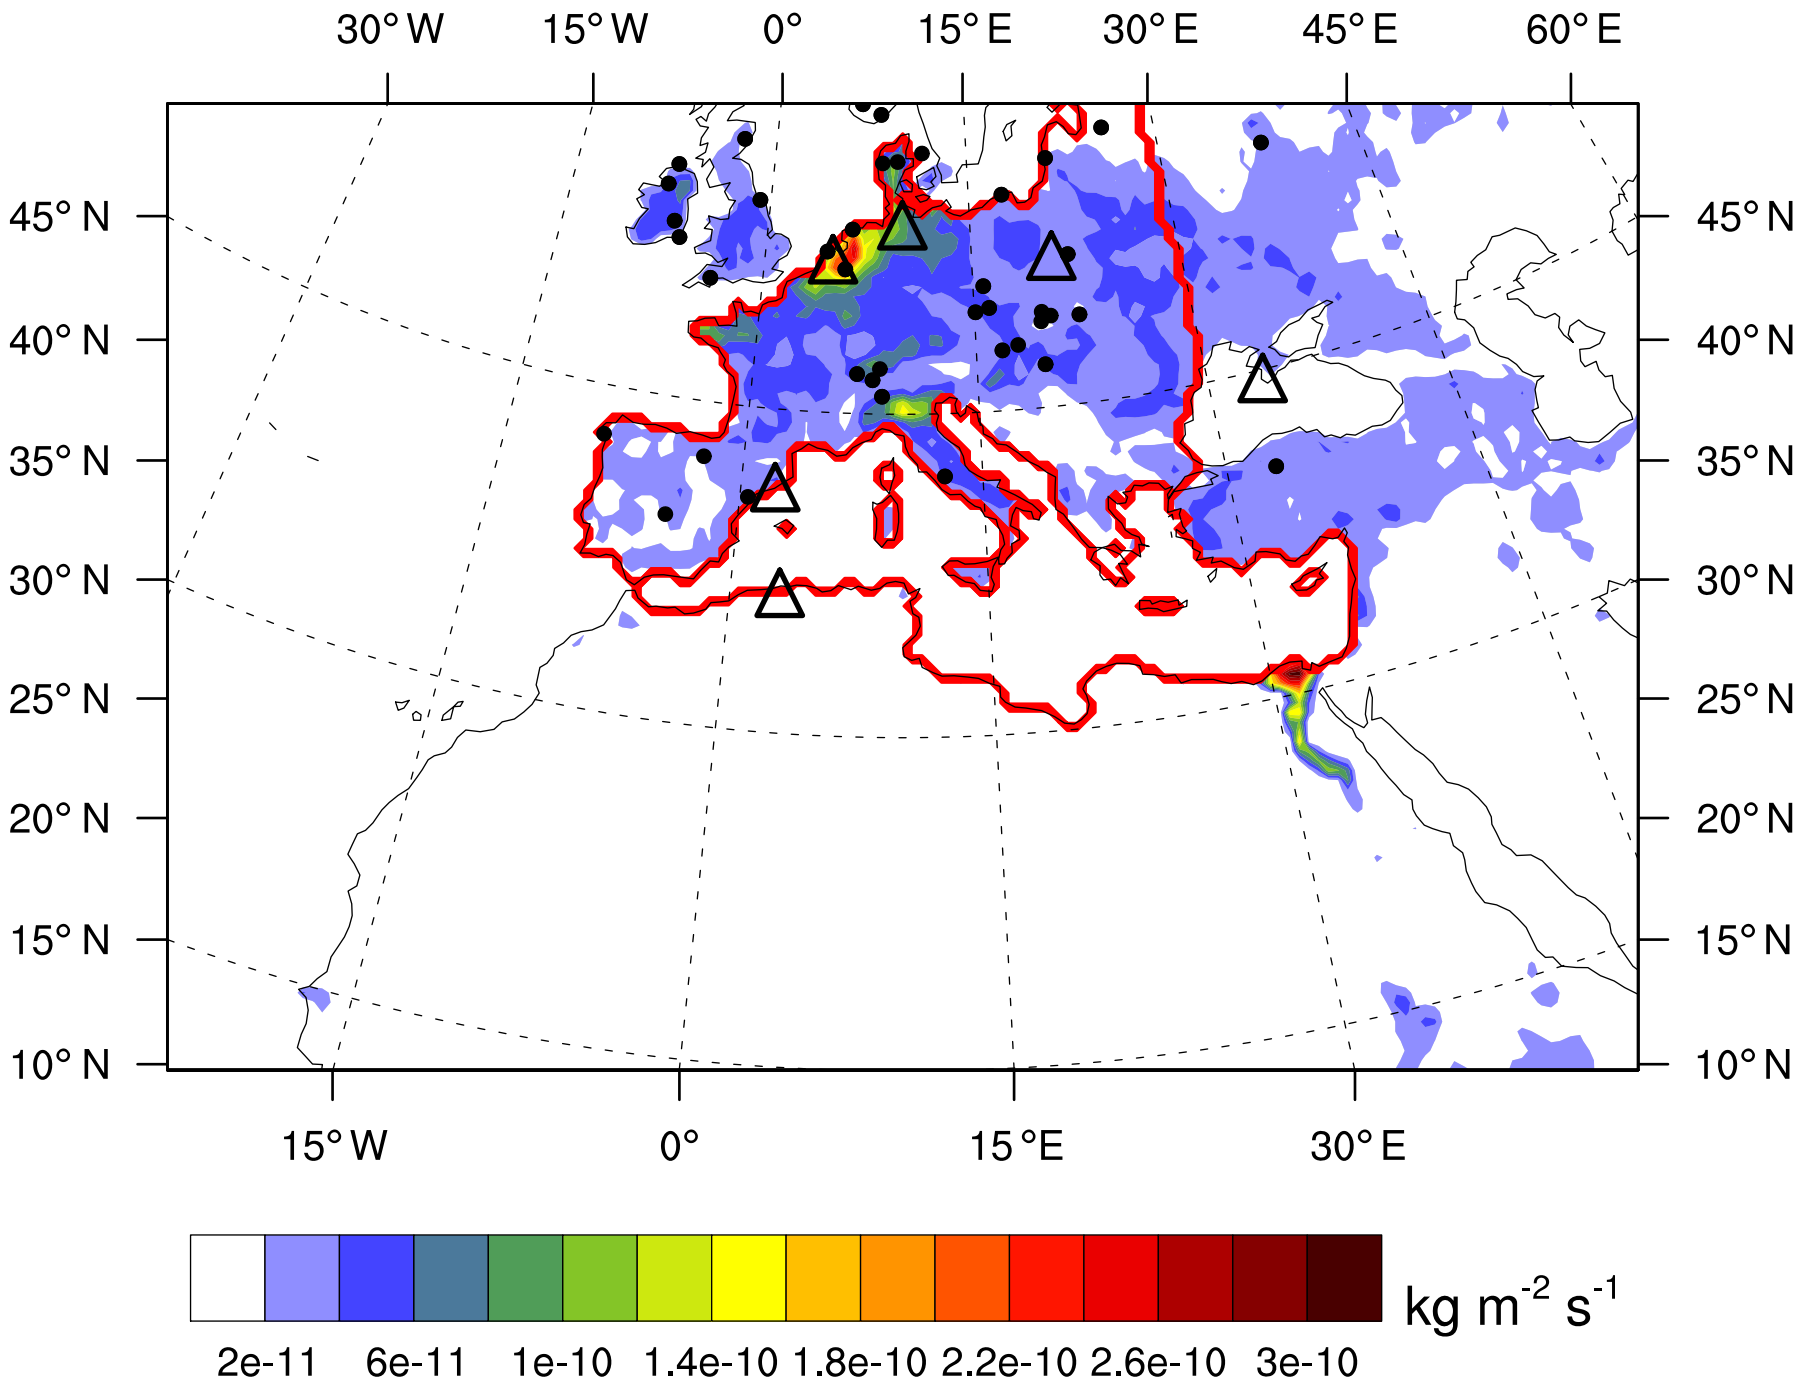 30°W 15°W 0° 15°E 30°E 45°E 60°E
45°N 45°N
40°N 40°N
35°N 35°N
30°N 30°N
25°N 25°N
20°N 20°N
15°N 15°N
10°N 10°N
15°W 0° 15°E 30°E
kg m⁻² s⁻¹
2e-11 6e-11 1e-10 1.4e-10 1.8e-10 2.2e-10 2.6e-10 3e-10